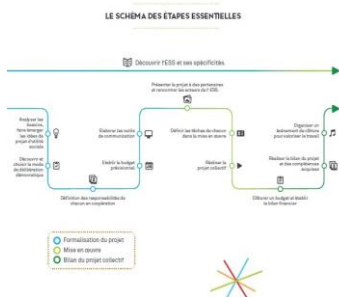 LE SCHÉMA DES ÉTAPES ESSENTIELLES
Découvrir l'ESS et ses spécificités.
Présenter le projet à des partenaires
et rencontrer les acteurs de l'ESS.
Analyser les
besoins,
faire émerger
les idées de
projet d'utilité
sociale
Découvrir et
choisir le mode
de délibération
démocratique
Définition des responsabilités de
chacun en coopération
Elaborer les outils
de communication
Etablir le budget
prévisionnel
Définir les tâches de chacun
dans la mise en œuvre
Réaliser le
projet collectif
Clôturer un budget et établir
le bilan financier
Organiser un
événement de clôture
pour valoriser le travail
Réaliser le bilan du projet
et des compétences
acquises
Formalisation du projet
Mise en œuvre
Bilan du projet collectif